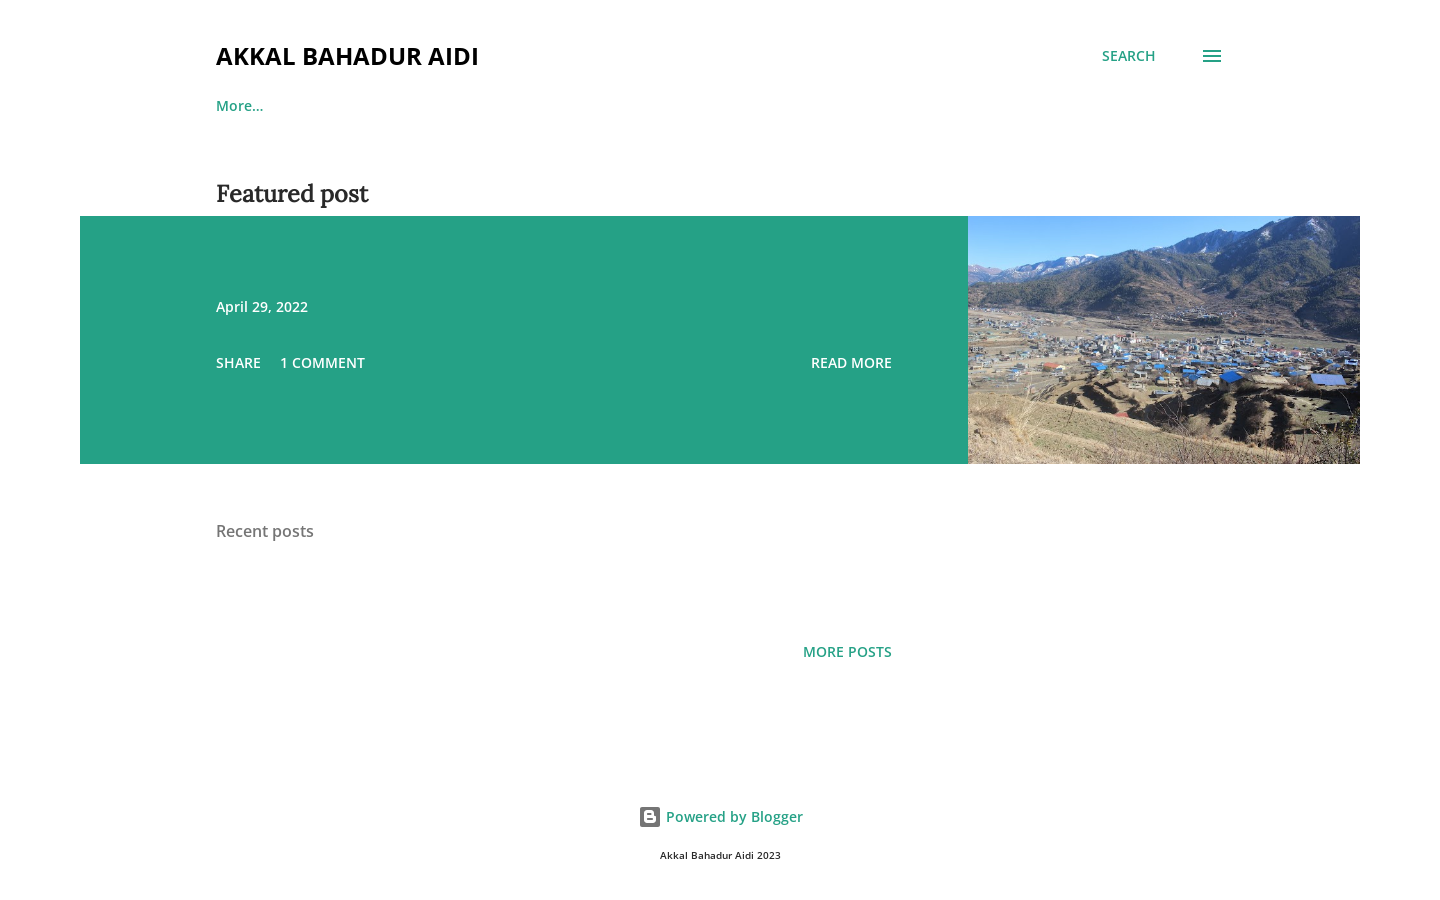 AKKAL BAHADUR AIDI
SEARCH
More…
Featured post
April 29, 2022
SHARE
1 COMMENT
READ MORE
Recent posts
MORE POSTS
Powered by Blogger
Akkal Bahadur Aidi 2023